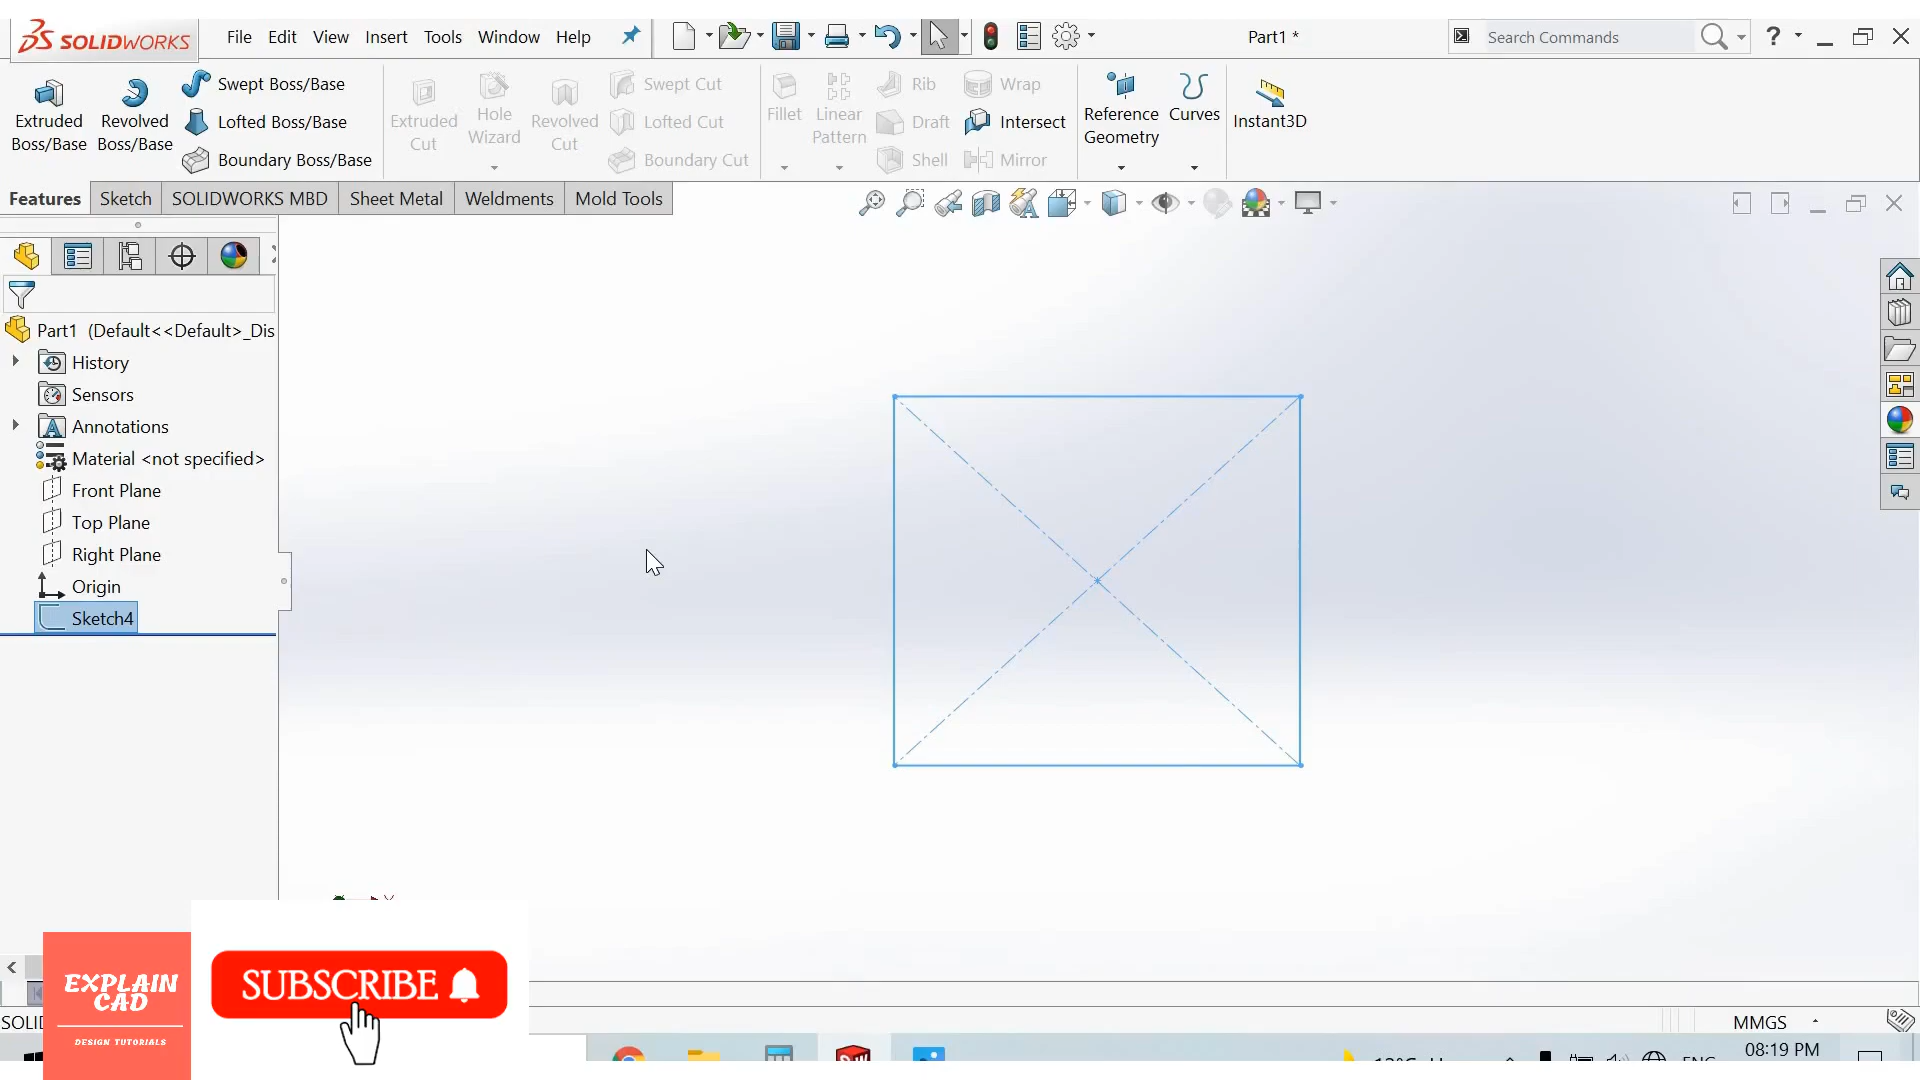 SOLIDWORKS
File Edit View Insert Tools Window Help
Part1 *
Search Commands
?
Extruded Boss/Base
Revolved Boss/Base
Swept Boss/Base
Lofted Boss/Base
Boundary Boss/Base
Extruded Cut
Hole Wizard
Revolved Cut
Swept Cut
Lofted Cut
Boundary Cut
Fillet
Linear Pattern
Rib
Draft
Shell
Wrap
Intersect
Mirror
Reference Geometry
Curves
Instant3D
Features Sketch SOLIDWORKS MBD Sheet Metal Weldments Mold Tools
Part1 (Default<<Default>_Dis
History
Sensors
Annotations
Material <not specified>
Front Plane
Top Plane
Right Plane
Origin
Sketch4
EXPLAIN
CAD
DESIGN TUTORIALS
SUBSCRIBE
MMGS
08:19 PM